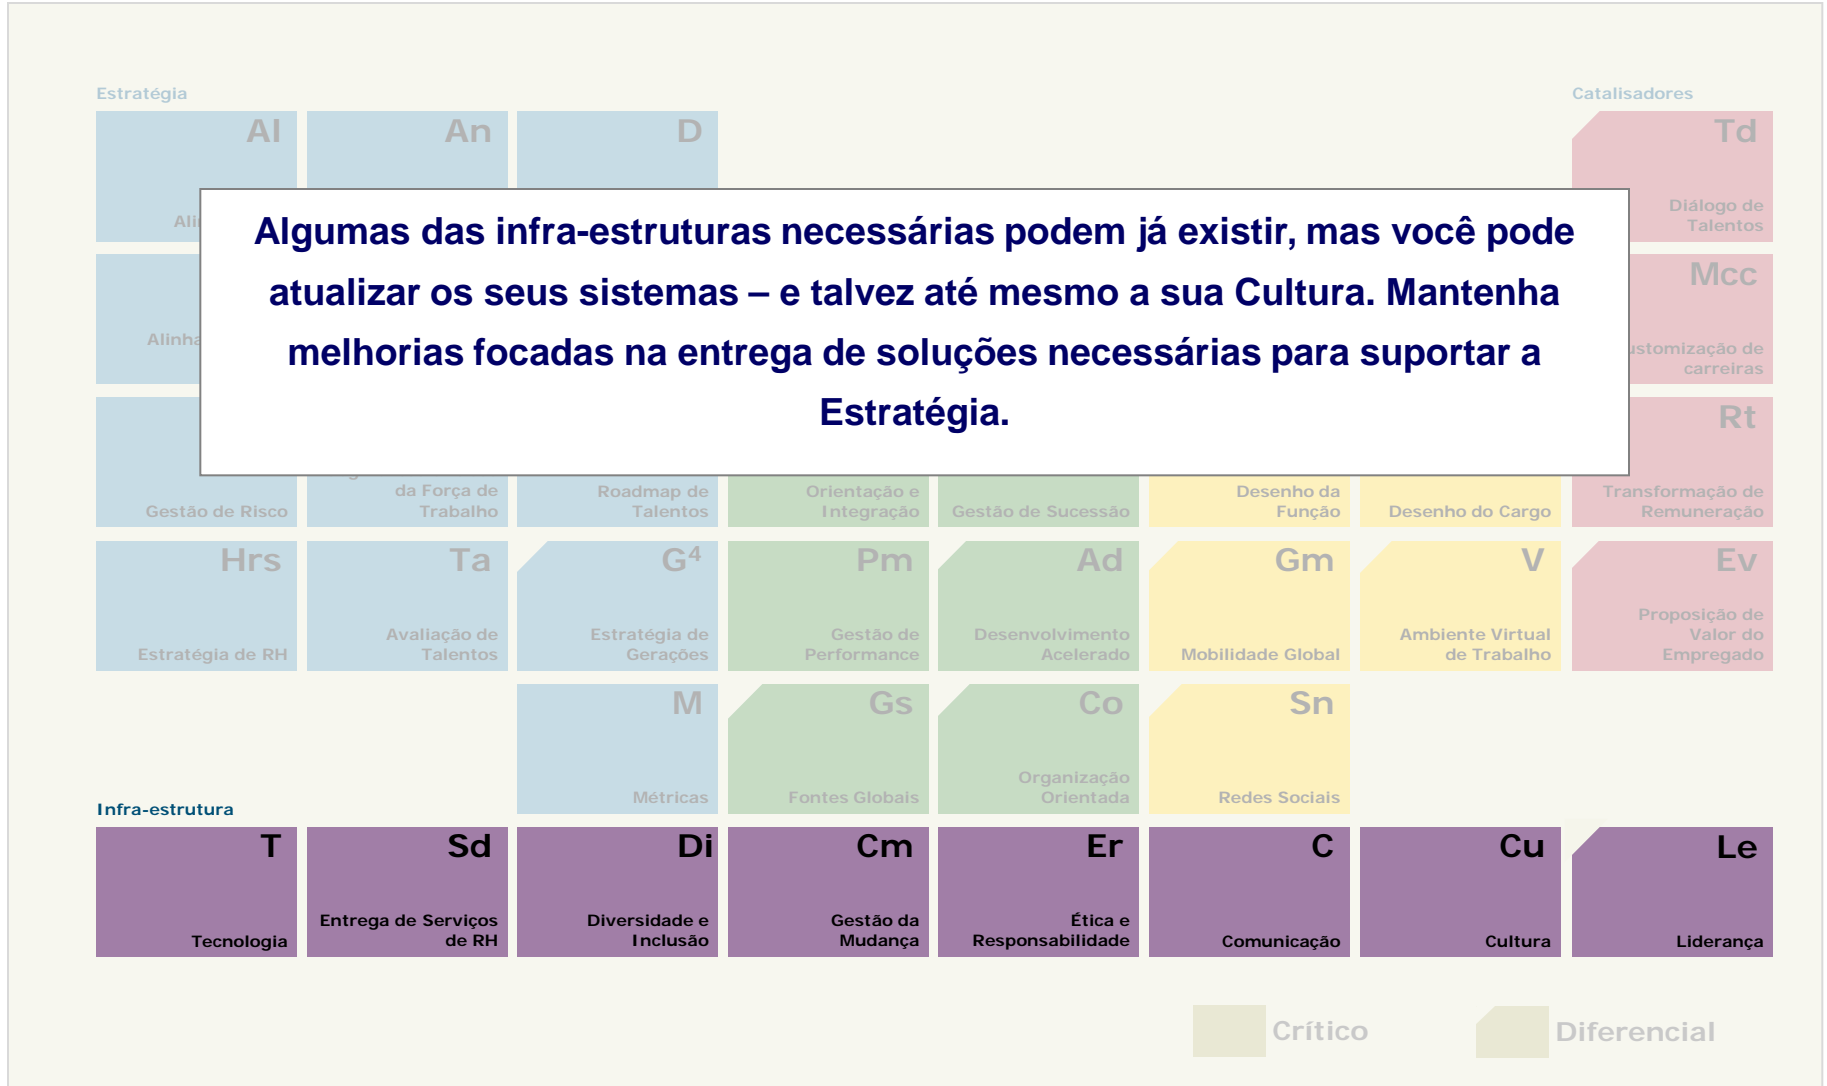 Estratégia
Catalisadores
Al
An
D
Td
Diálogo de
Talentos
Algumas das infra-estruturas necessárias podem já existir, mas você pode
atualizar os seus sistemas – e talvez até mesmo a sua Cultura. Mantenha
melhorias focadas na entrega de soluções necessárias para suportar a
Estratégia.
Mcc
carreiras
Rt
Gestão de Risco
da Força de
Trabalho
Roadmap de
Talentos
Orientação e
Integração
Gestão de Sucessão
Desenho da
Função
Desenho do Cargo
Transformação de
Remuneração
Hrs
Estratégia de RH
Ta
Avaliação de
Talentos
G⁴
Estratégia de
Gerações
Pm
Gestão de
Performance
Ad
Desenvolvimento
Acelerado
Gm
Mobilidade Global
V
Ambiente Virtual
de Trabalho
Ev
Proposição de
Valor do
Empregado
M
Métricas
Gs
Fontes Globais
Co
Organização
Orientada
Sn
Redes Sociais
Infra-estrutura
T
Tecnologia
Sd
Entrega de Serviços
de RH
Di
Diversidade e
Inclusão
Cm
Gestão da
Mudança
Er
Ética e
Responsabilidade
C
Comunicação
Cu
Cultura
Le
Liderança
Crítico
Diferencial